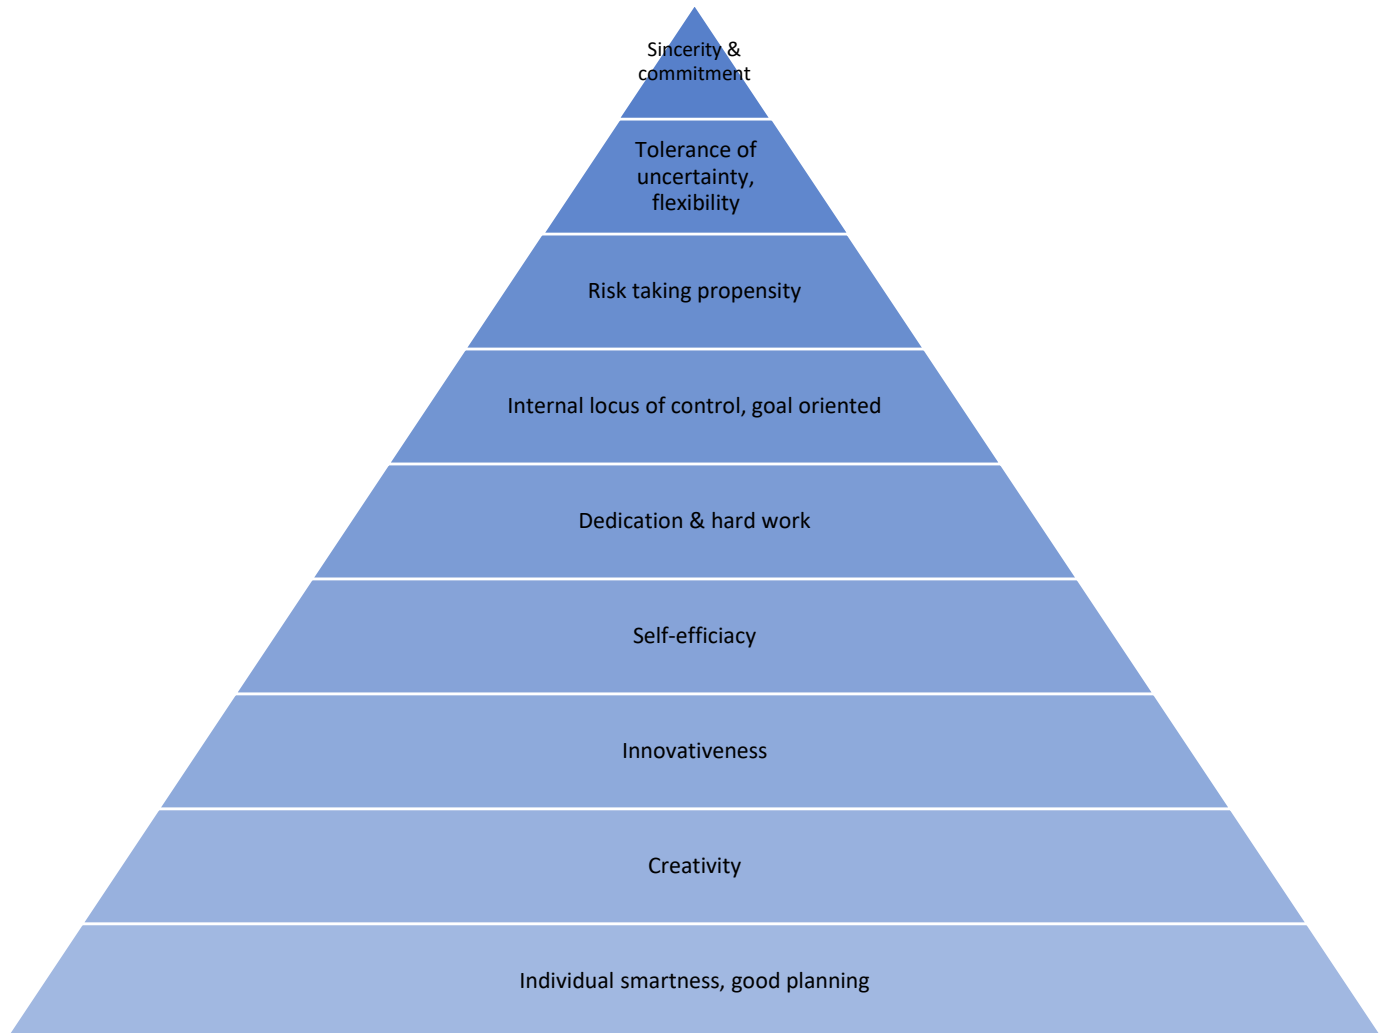 Sincerity &
commitment
Tolerance of
uncertainty,
flexibility
Risk taking propensity
Internal locus of control, goal oriented
Dedication & hard work
Self-efficiacy
Innovativeness
Creativity
Individual smartness, good planning